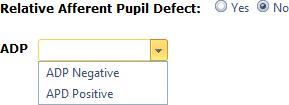 Relative Afferent Pupil Defect: Yes No
ADP
ADP Negative
APD Positive